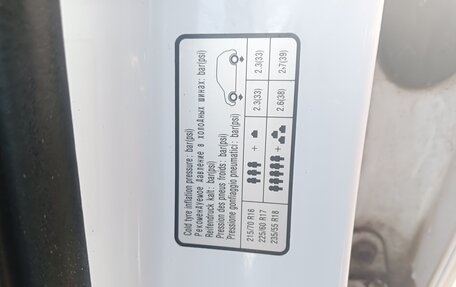 Cold tyre inflation pressure : bar(psi)
Рекомендуемое давление в холодных шинах: bar(psi)
Reifendruck kalt : bar(psi)
Pression des pneus froids : bar(psi)
Pressione gonfiaggio pneumatici : bar(psi)
+
+
215/70 R16
225/60 R17
235/55 R18
2.3(33)
2.3(33)
2.6(38)
2.7(39)